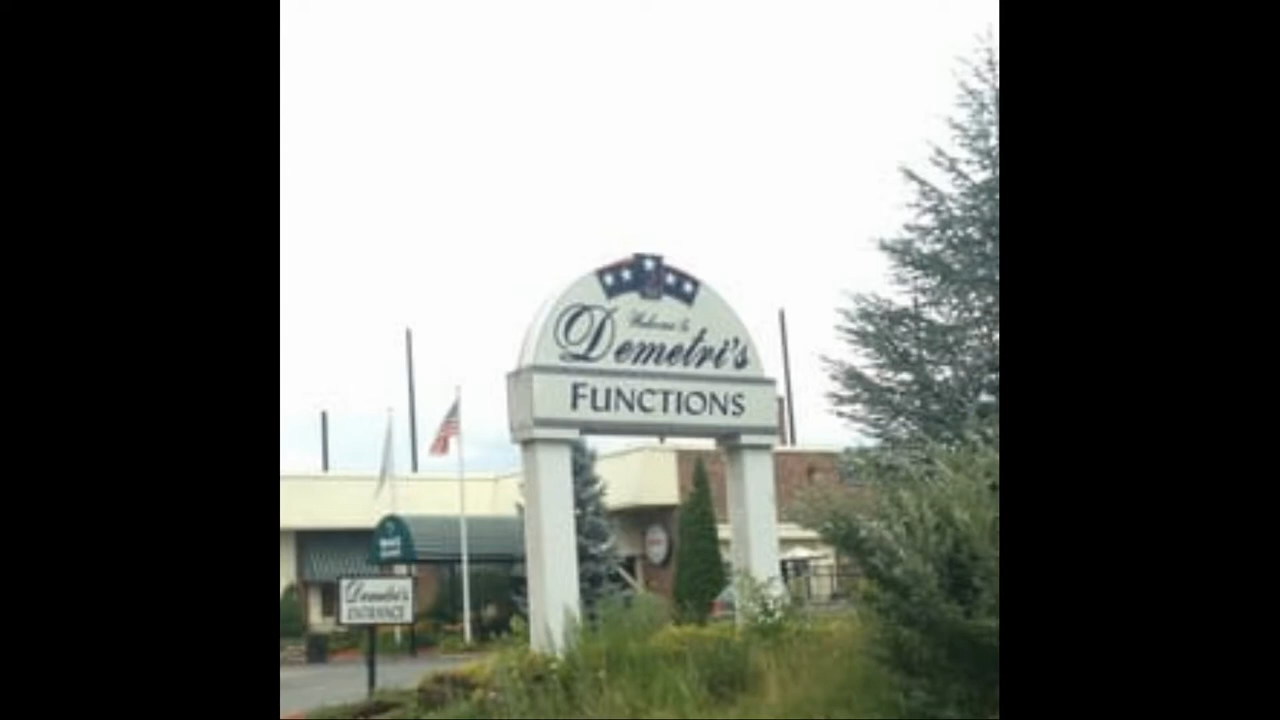 Welcome to
Demetri's
FUNCTIONS
Demetri's
ENTRANCE